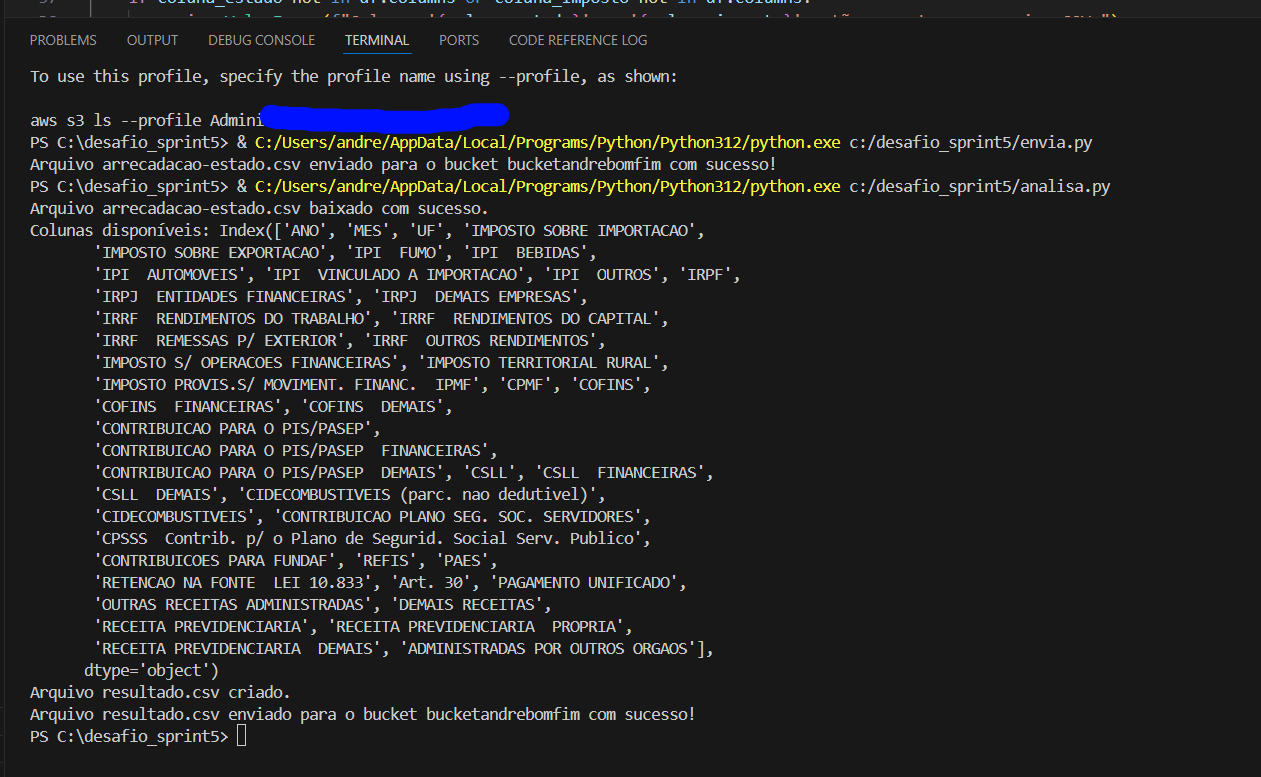 PROBLEMS OUTPUT DEBUG CONSOLE TERMINAL PORTS CODE REFERENCE LOG
To use this profile, specify the profile name using --profile, as shown:
aws s3 ls --profile Admini
PS C:\desafio_sprint5> & C:/Users/andre/AppData/Local/Programs/Python/Python312/python.exe c:/desafio_sprint5/envia.py
Arquivo arrecadacao-estado.csv enviado para o bucket bucketandrebomfim com sucesso!
PS C:\desafio_sprint5> & C:/Users/andre/AppData/Local/Programs/Python/Python312/python.exe c:/desafio_sprint5/analisa.py
Arquivo arrecadacao-estado.csv baixado com sucesso.
Colunas disponíveis: Index(['ANO', 'MES', 'UF', 'IMPOSTO SOBRE IMPORTACAO',
'IMPOSTO SOBRE EXPORTACAO', 'IPI  FUMO', 'IPI  BEBIDAS',
'IPI  AUTOMOVEIS', 'IPI  VINCULADO A IMPORTACAO', 'IPI  OUTROS', 'IRPF',
'IRPJ  ENTIDADES FINANCEIRAS', 'IRPJ  DEMAIS EMPRESAS',
'IRRF  RENDIMENTOS DO TRABALHO', 'IRRF  RENDIMENTOS DO CAPITAL',
'IRRF  REMESSAS P/ EXTERIOR', 'IRRF  OUTROS RENDIMENTOS',
'IMPOSTO S/ OPERACOES FINANCEIRAS', 'IMPOSTO TERRITORIAL RURAL',
'IMPOSTO PROVIS.S/ MOVIMENT. FINANC.  IPMF', 'CPMF', 'COFINS',
'COFINS  FINANCEIRAS', 'COFINS  DEMAIS',
'CONTRIBUICAO PARA O PIS/PASEP',
'CONTRIBUICAO PARA O PIS/PASEP  FINANCEIRAS',
'CONTRIBUICAO PARA O PIS/PASEP  DEMAIS', 'CSLL', 'CSLL  FINANCEIRAS',
'CSLL  DEMAIS', 'CIDECOMBUSTIVEIS (parc. nao dedutivel)',
'CIDECOMBUSTIVEIS', 'CONTRIBUICAO PLANO SEG. SOC. SERVIDORES',
'CPSSS  Contrib. p/ o Plano de Segurid. Social Serv. Publico',
'CONTRIBUICOES PARA FUNDAF', 'REFIS', 'PAES',
'RETENCAO NA FONTE  LEI 10.833', 'Art. 30', 'PAGAMENTO UNIFICADO',
'OUTRAS RECEITAS ADMINISTRADAS', 'DEMAIS RECEITAS',
'RECEITA PREVIDENCIARIA', 'RECEITA PREVIDENCIARIA  PROPRIA',
'RECEITA PREVIDENCIARIA  DEMAIS', 'ADMINISTRADAS POR OUTROS ORGAOS'],
dtype='object')
Arquivo resultado.csv criado.
Arquivo resultado.csv enviado para o bucket bucketandrebomfim com sucesso!
PS C:\desafio_sprint5>